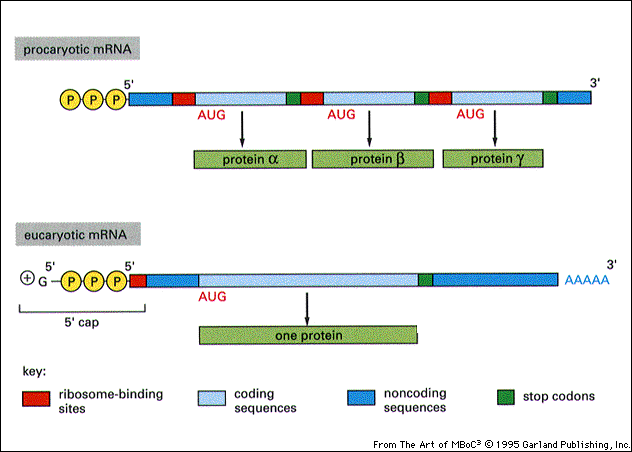 procaryotic mRNA
5' 3'
P P P
AUG AUG AUG
protein α protein β protein γ
eucaryotic mRNA
5' 5' 3'
+ G P P P AAAAA
AUG
5' cap
one protein
key:
ribosome-binding sites
coding sequences
noncoding sequences
stop codons
From The Art of MBoC³ © 1995 Garland Publishing, Inc.